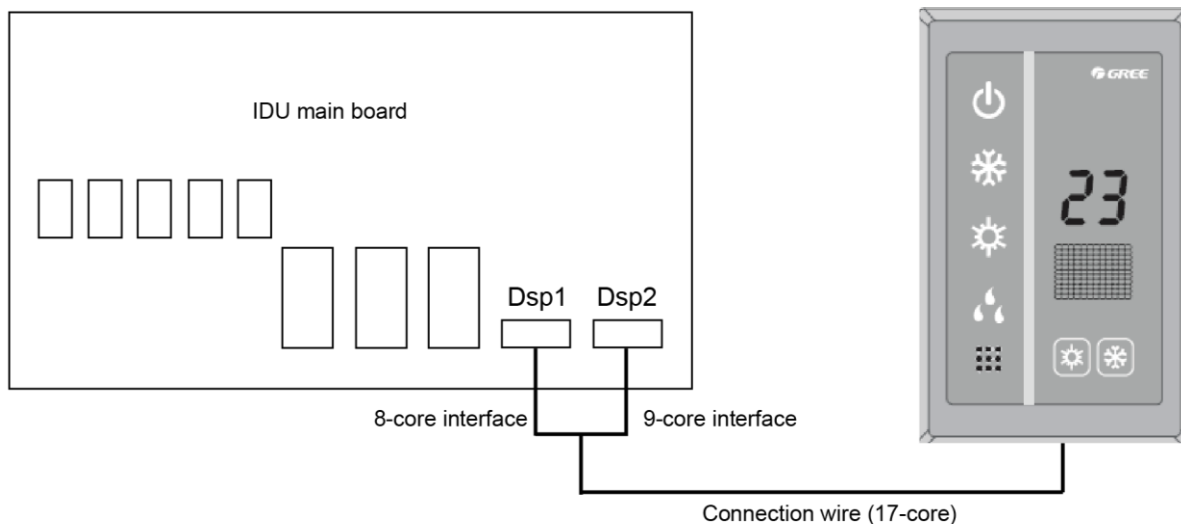 IDU main board
GREE
23
Dsp1 Dsp2
8-core interface 9-core interface
Connection wire (17-core)